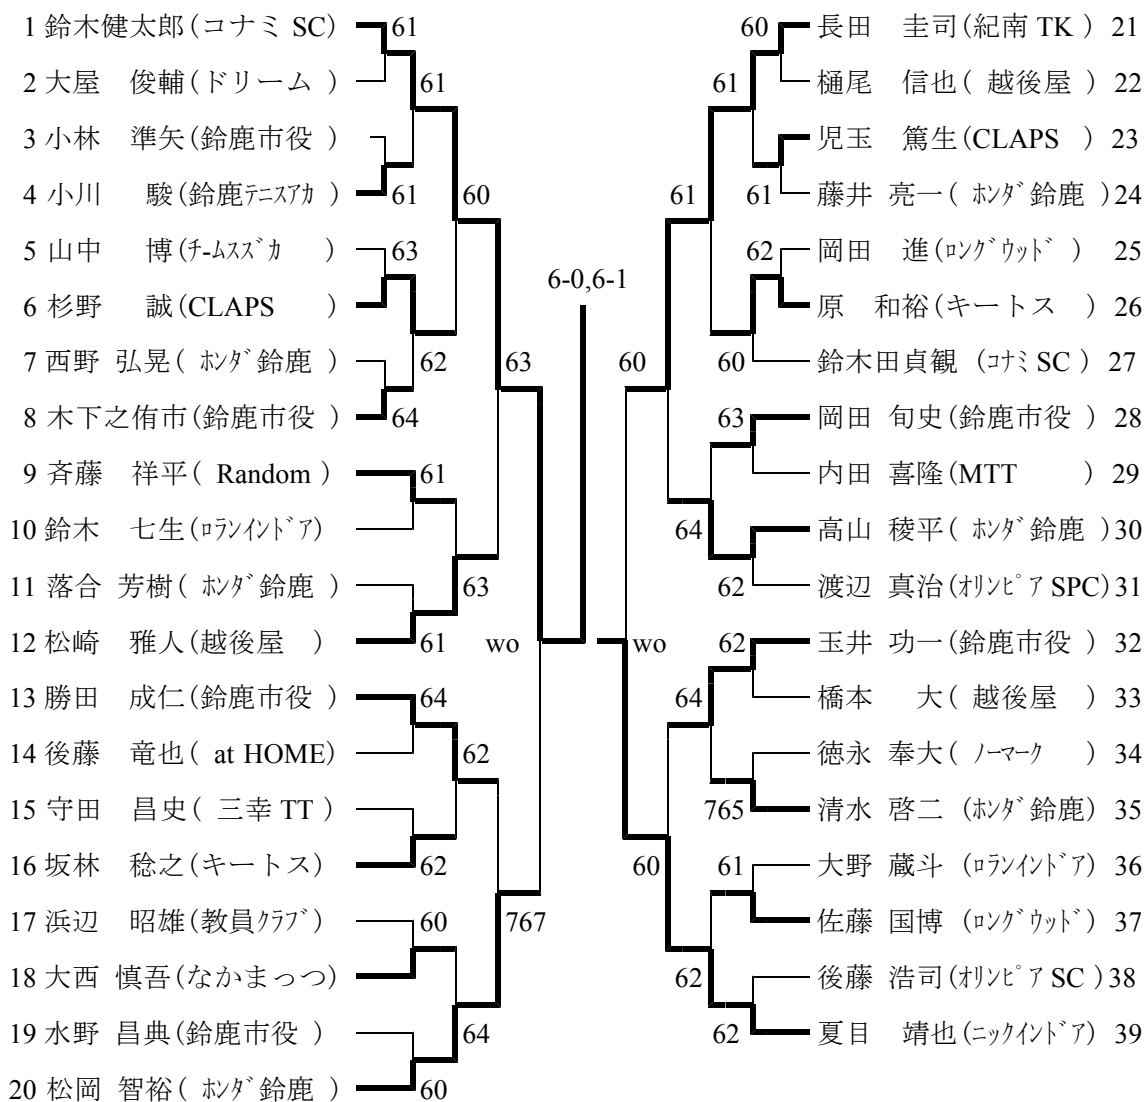 1 鈴木健太郎(コナミ SC)
61
2 大屋　俊輔(ドリーム )
61
3 小林　準矢(鈴鹿市役 )
4 小川　　駿(鈴鹿ﾃﾆｽｱｶ )
61
60
5 山中　　博(ﾁｰﾑｽｽﾞｶ　　)
63
6 杉野　　誠(CLAPS　　)
7 西野 弘晃( ﾎﾝﾀﾞ鈴鹿 )
62
63
8 木下之侑市(鈴鹿市役 )
64
9 斉藤　祥平( Random )
61
10 鈴木　七生(ﾛﾗﾝｲﾝﾄﾞｱ)
11 落合 芳樹( ﾎﾝﾀﾞ鈴鹿 )
63
12 松崎　雅人(越後屋　)
61
wo
13 勝田　成仁(鈴鹿市役 )
64
14 後藤　竜也( at HOME)
62
15 守田　昌史( 三幸 TT )
16 坂林　稔之(キートス)
62
17 浜辺　昭雄(教員ｸﾗﾌﾞ)
60
767
18 大西 慎吾(なかまっつ)
19 水野 昌典(鈴鹿市役 )
64
20 松岡 智裕( ﾎﾝﾀﾞ鈴鹿 )
60
6-0,6-1
60
長田　圭司(紀南 TK ) 21
61
樋尾　信也( 越後屋 ) 22
児玉　篤生(CLAPS　) 23
61
61
藤井 亮一( ﾎﾝﾀﾞ鈴鹿 ) 24
62
岡田　進(ﾛﾝｸﾞｳｯﾄﾞ )　25
原　和裕(キートス ) 26
60
60
鈴木田貞観 (ｺﾅﾐ SC ) 27
63
岡田 旬史(鈴鹿市役 ) 28
内田 喜隆(MTT　　) 29
64
高山 稜平( ﾎﾝﾀﾞ鈴鹿 ) 30
62
渡辺 真治(ｵﾘﾝﾋﾟｱ SPC) 31
wo
62
玉井 功一(鈴鹿市役 ) 32
64
橋本　　大( 越後屋 ) 33
徳永 奉大( ﾉｰﾏｰｸ　　) 34
765
清水 啓二 (ﾎﾝﾀﾞ鈴鹿) 35
60
61
大野 蔵斗 (ﾛﾗﾝｲﾝﾄﾞｱ) 36
佐藤 国博 (ﾛﾝｸﾞｳｯﾄﾞ) 37
62
後藤 浩司(ｵﾘﾝﾋﾟｱ SC ) 38
62
夏目　靖也(ﾆｯｸｲﾝﾄﾞｱ) 39